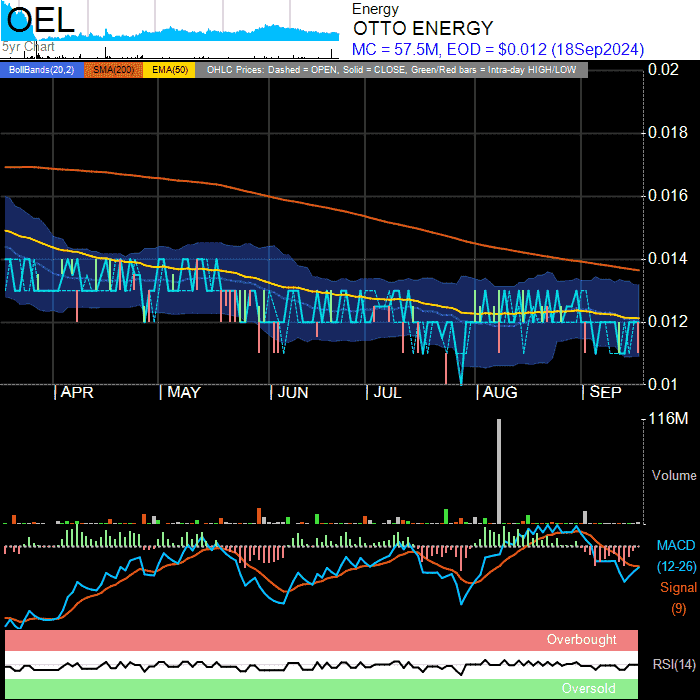 OEL
5yr Chart
Energy
OTTO ENERGY
MC = 57.5M, EOD = $0.012 (18Sep2024)
BollBands(20,2) SMA(200) EMA(50) OHLC Prices: Dashed = OPEN, Solid = CLOSE, Green/Red bars = Intra-day HIGH/LOW
0.02
0.018
0.016
0.014
0.012
0.01
APR MAY JUN JUL AUG SEP
116M
Volume
MACD
(12-26)
Signal
(9)
Overbought
RSI(14)
Oversold